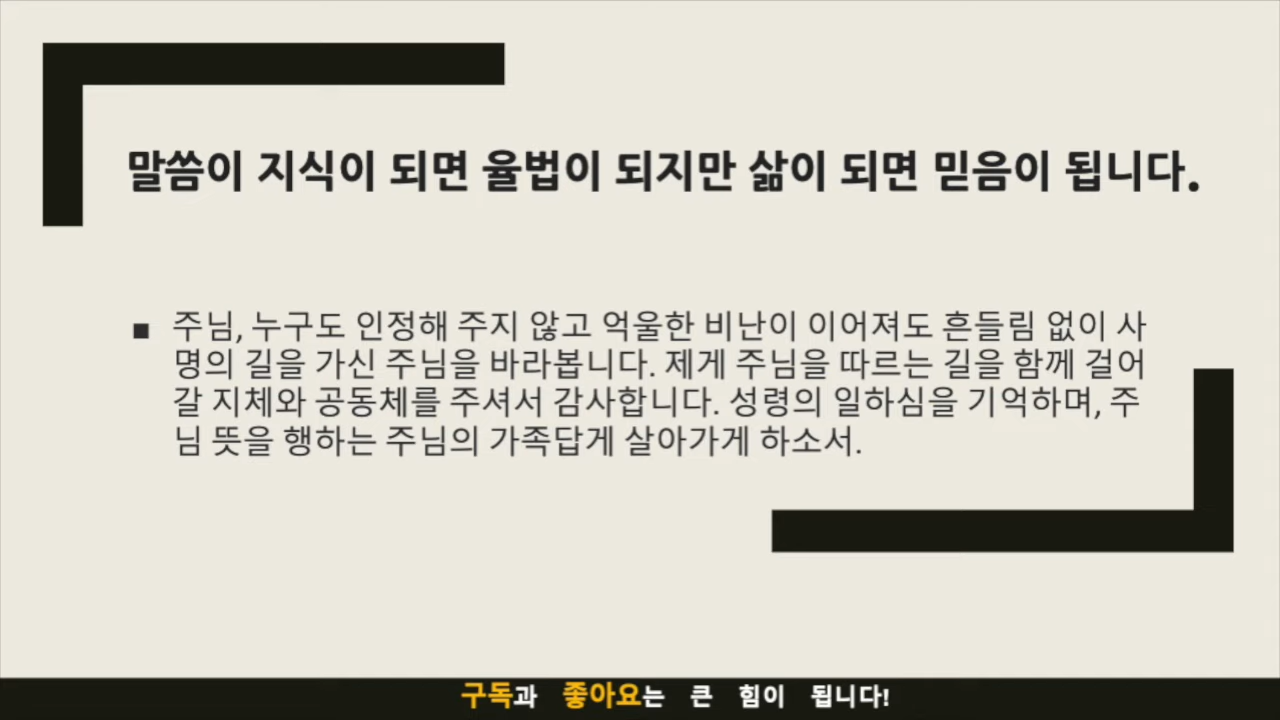 말씀이 지식이 되면 율법이 되지만 삶이 되면 믿음이 됩니다.
■ 주님, 누구도 인정해 주지 않고 억울한 비난이 이어져도 흔들림 없이 사
명의 길을 가신 주님을 바라봅니다. 제게 주님을 따르는 길을 함께 걸어
갈 지체와 공동체를 주셔서 감사합니다. 성령의 일하심을 기억하며, 주
님 뜻을 행하는 주님의 가족답게 살아가게 하소서.
구독과 좋아요는 큰 힘이 됩니다!